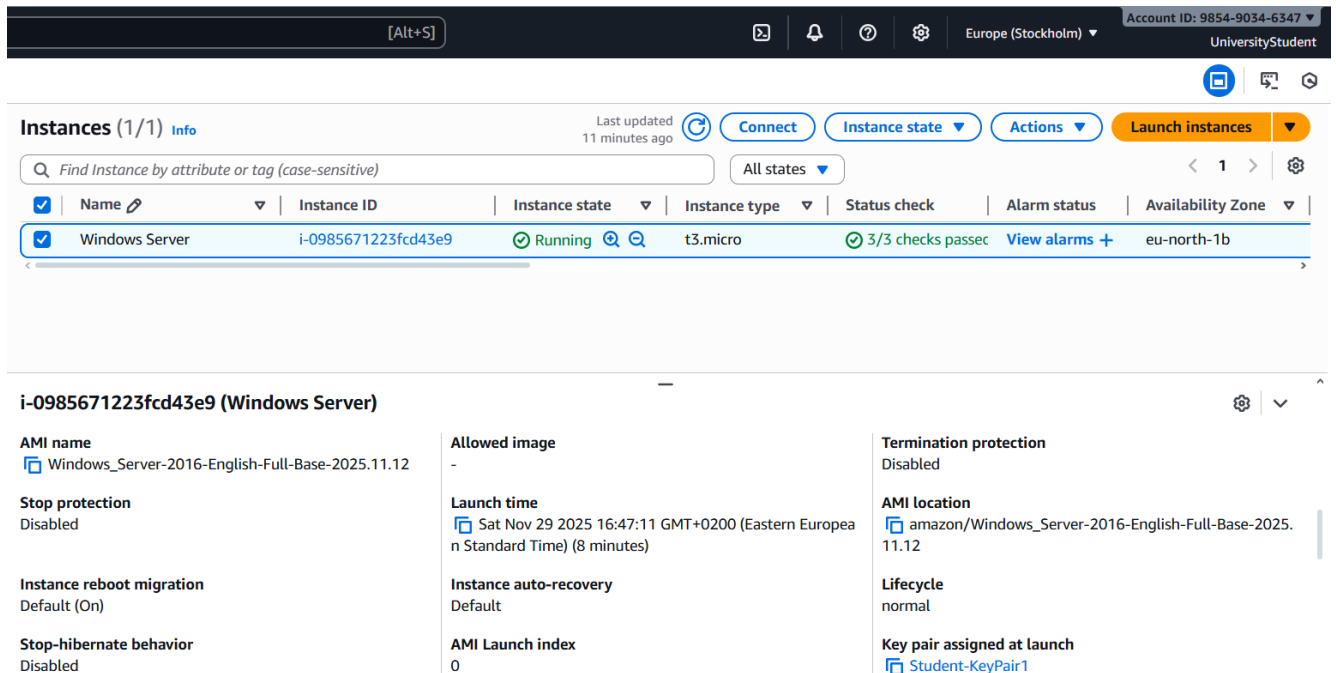 [Alt+S]
Europe (Stockholm) ▼
Account ID: 9854-9034-6347 ▼
UniversityStudent
Instances (1/1) Info
Last updated
11 minutes ago
Connect
Instance state ▼
Actions ▼
Launch instances ▼
Find Instance by attribute or tag (case-sensitive)
All states ▼
1
Name
Instance ID
Instance state
Instance type
Status check
Alarm status
Availability Zone
Windows Server
i-0985671223fcd43e9
Running
t3.micro
3/3 checks passec
View alarms +
eu-north-1b
i-0985671223fcd43e9 (Windows Server)
AMI name
Windows_Server-2016-English-Full-Base-2025.11.12
Allowed image
-
Termination protection
Disabled
Stop protection
Disabled
Launch time
Sat Nov 29 2025 16:47:11 GMT+0200 (Eastern Europea
n Standard Time) (8 minutes)
AMI location
amazon/Windows_Server-2016-English-Full-Base-2025.
11.12
Instance reboot migration
Default (On)
Instance auto-recovery
Default
Lifecycle
normal
Stop-hibernate behavior
Disabled
AMI Launch index
0
Key pair assigned at launch
Student-KeyPair1